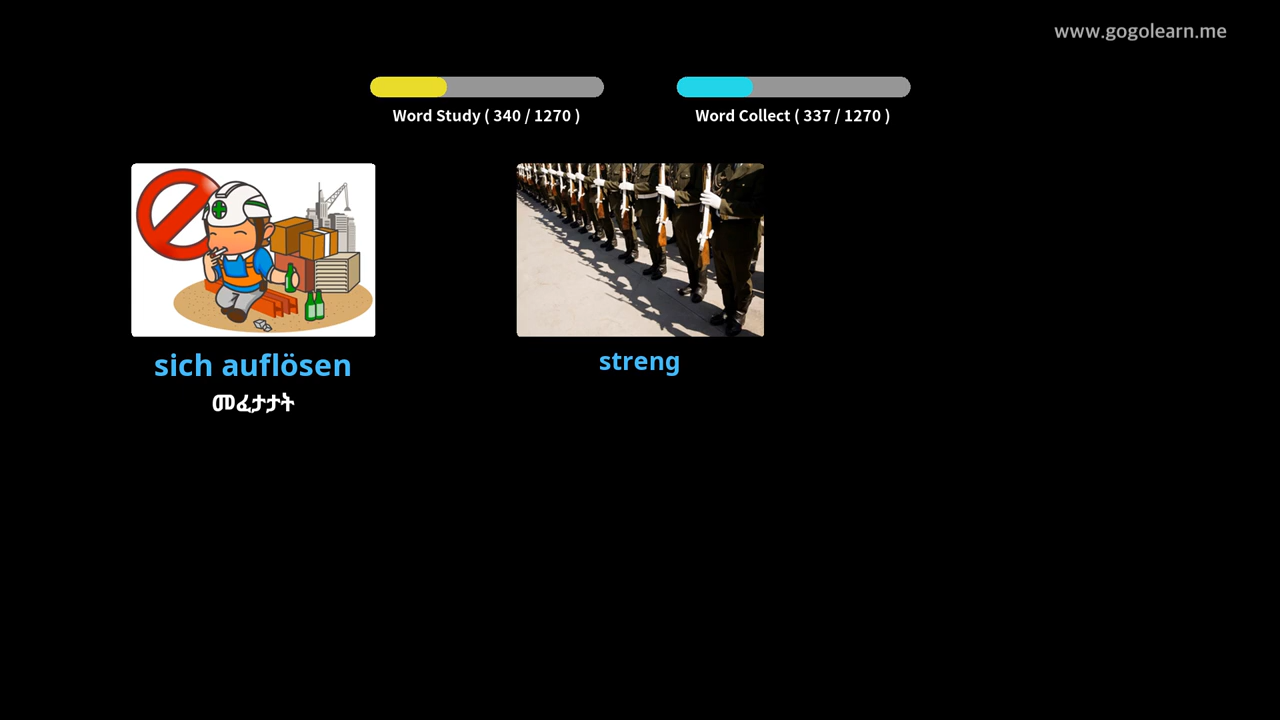 www.gogolearn.me
Word Study ( 340 / 1270 )
Word Collect ( 337 / 1270 )
sich auflösen
መፈታታት
streng